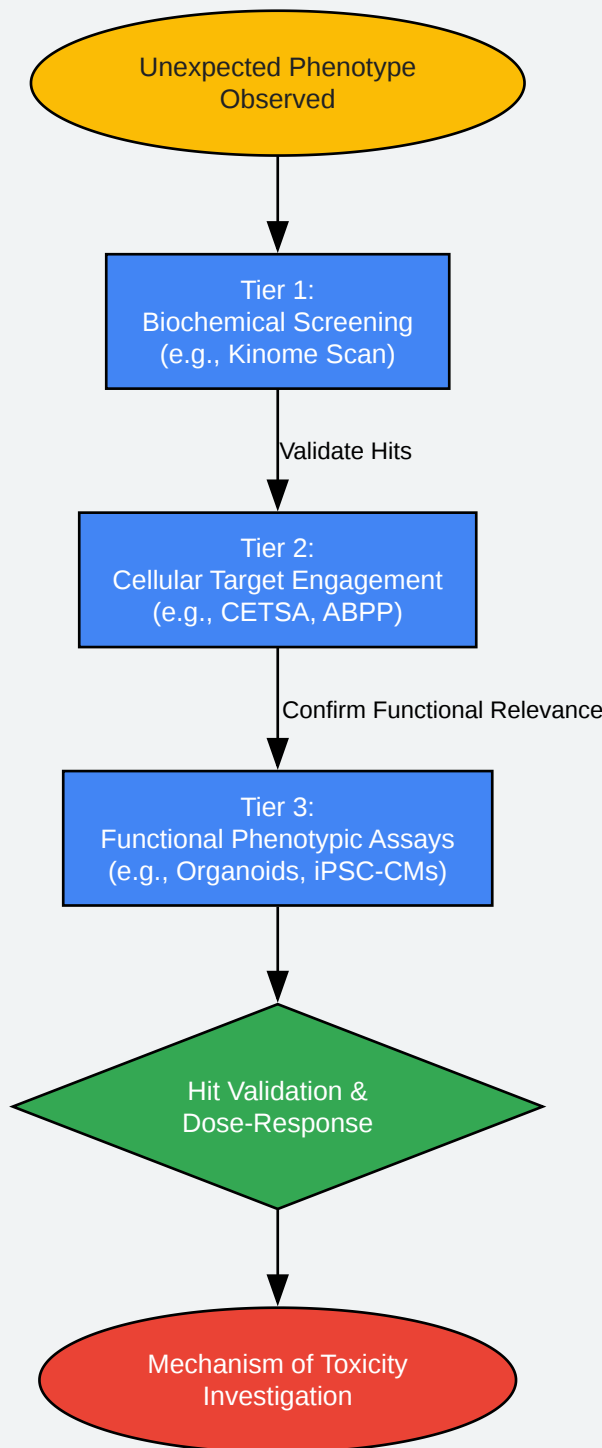 Unexpected Phenotype
Observed
Tier 1:
Biochemical Screening
(e.g., Kinome Scan)
Validate Hits
Tier 2:
Cellular Target Engagement
(e.g., CETSA, ABPP)
Confirm Functional Relevance
Tier 3:
Functional Phenotypic Assays
(e.g., Organoids, iPSC-CMs)
Hit Validation &
Dose-Response
Mechanism of Toxicity
Investigation